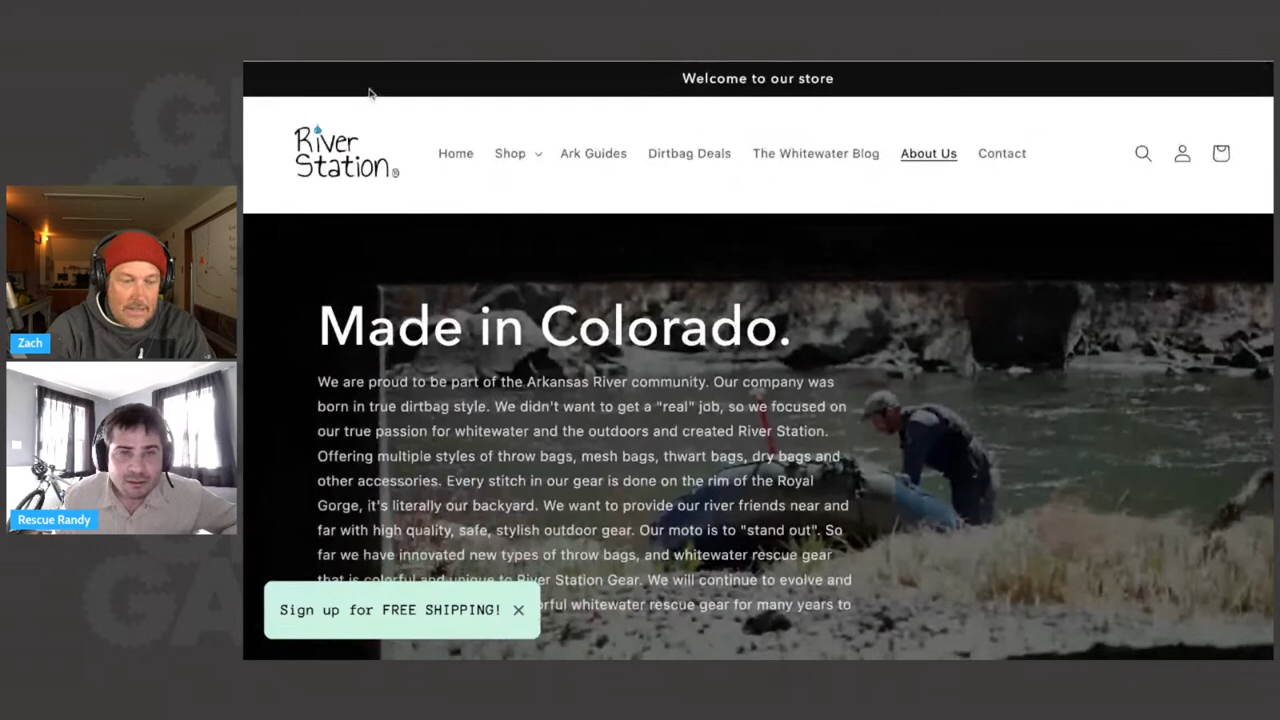 Welcome to our store
River
Station
Home
Shop
Ark Guides
Dirtbag Deals
The Whitewater Blog
About Us
Contact
Zach
Rescue Randy
Made in Colorado.
We are proud to be part of the Arkansas River community. Our company was
born in true dirtbag style. We didn't want to get a "real" job, so we focused on
our true passion for whitewater and the outdoors and created River Station.
Offering multiple styles of throw bags, mesh bags, thwart bags, dry bags and
other accessories. Every stitch in our gear is done on the rim of the Royal
Gorge, it's literally our backyard. We want to provide our river friends near and
far with high quality, safe, stylish outdoor gear. Our moto is to "stand out". So
far we have innovated new types of throw bags, and whitewater rescue gear
that is colorful and unique to River Station Gear. We will continue to evolve and
whitewater rescue gear for many years to
Sign up for FREE SHIPPING!